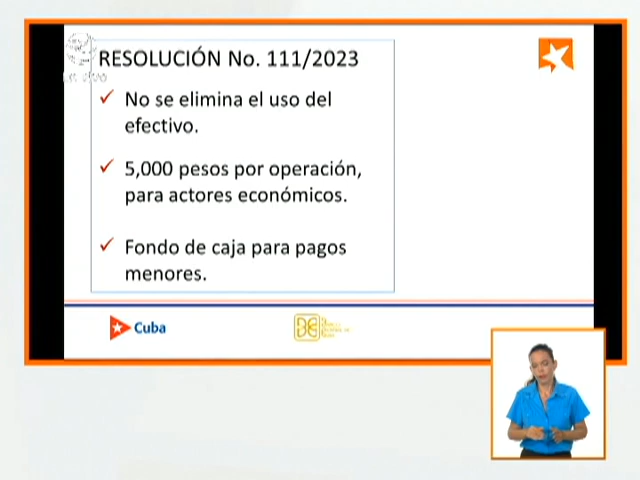 RESOLUCIÓN No. 111/2023
✓ No se elimina el uso del
efectivo.
✓ 5,000 pesos por operación,
para actores económicos.
✓ Fondo de caja para pagos
menores.
Cuba